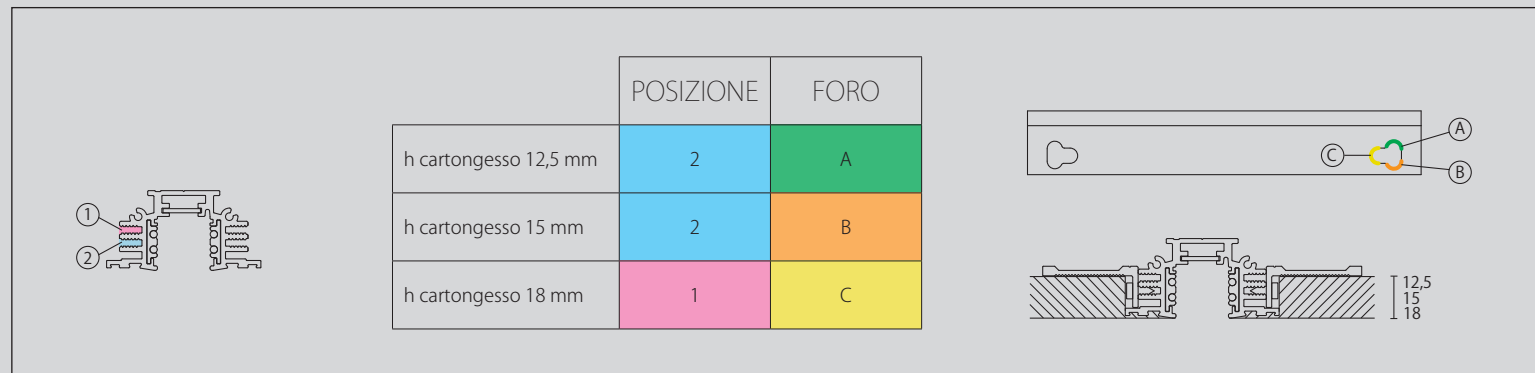 1
2
POSIZIONE FORO
h cartongesso 12,5 mm 2 A
h cartongesso 15 mm 2 B
h cartongesso 18 mm 1 C
A
C
B
12,5
15
18